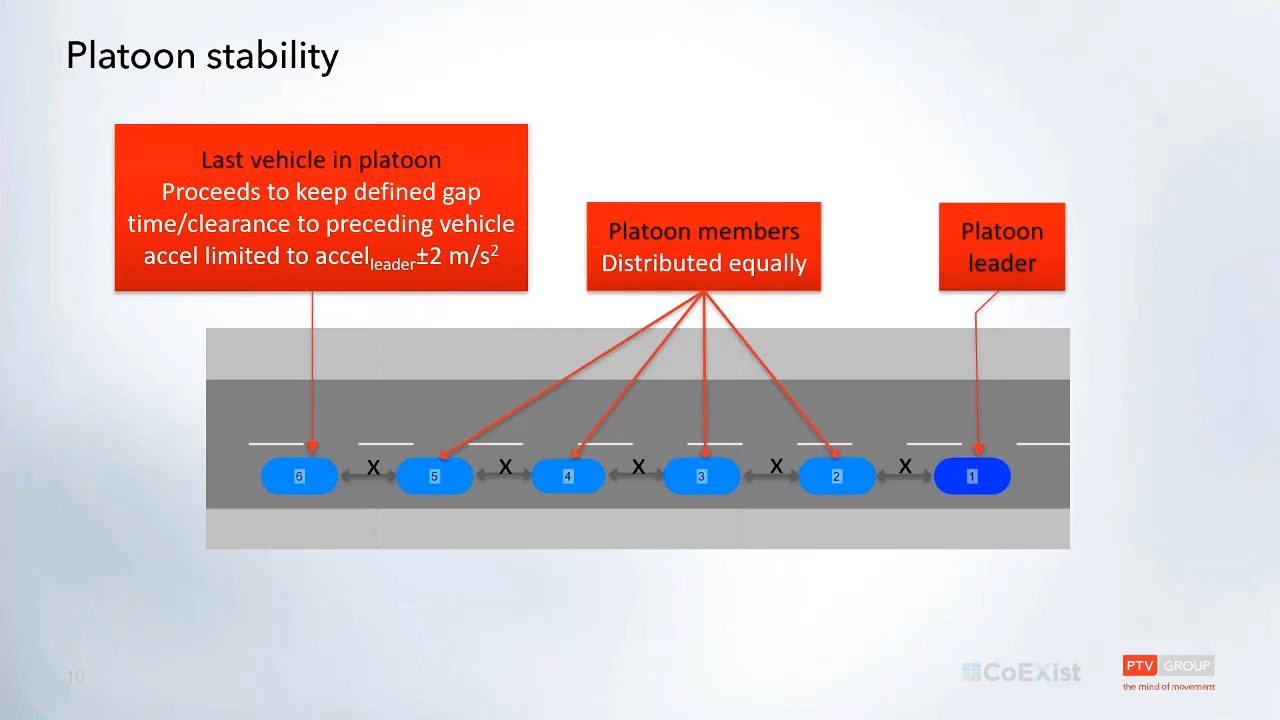 Platoon stability
Last vehicle in platoon
Proceeds to keep defined gap
time/clearance to preceding vehicle
accel limited to accelleader±2 m/s²
Platoon members
Distributed equally
Platoon
leader
X X X X X
6 5 4 3 2 1
10
CoEXist
PTV GROUP
the mind of movement